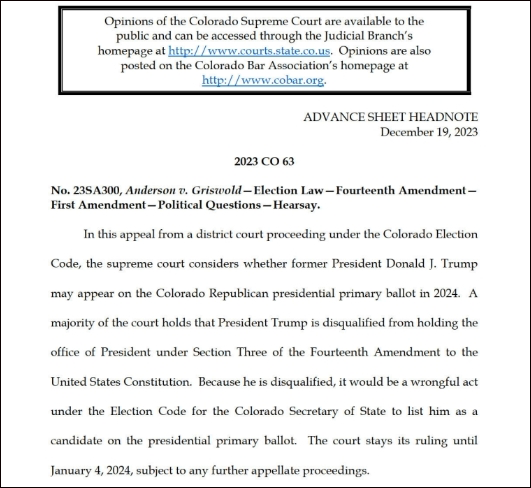 Opinions of the Colorado Supreme Court are available to the
public and can be accessed through the Judicial Branch's
homepage at http://www.courts.state.co.us. Opinions are also
posted on the Colorado Bar Association's homepage at
http://www.cobar.org.
ADVANCE SHEET HEADNOTE
December 19, 2023
2023 CO 63
No. 23SA300, Anderson v. Griswold—Election Law—Fourteenth Amendment—
First Amendment—Political Questions—Hearsay.
In this appeal from a district court proceeding under the Colorado Election
Code, the supreme court considers whether former President Donald J. Trump
may appear on the Colorado Republican presidential primary ballot in 2024. A
majority of the court holds that President Trump is disqualified from holding the
office of President under Section Three of the Fourteenth Amendment to the
United States Constitution. Because he is disqualified, it would be a wrongful act
under the Election Code for the Colorado Secretary of State to list him as a
candidate on the presidential primary ballot. The court stays its ruling until
January 4, 2024, subject to any further appellate proceedings.